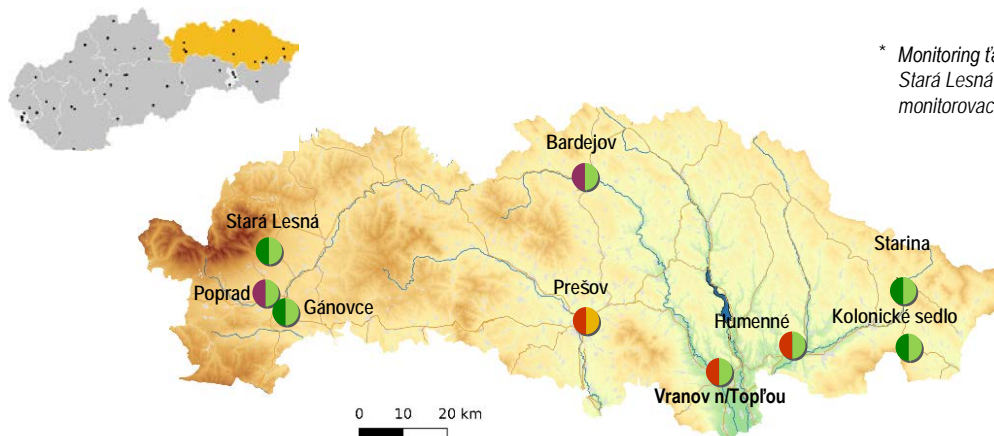 * Monitoring ťa
Stará Lesná
monitorovac
Bardejov
Stará Lesná
Starina
Poprad
Gánovce
Prešov
Humenné
Kolonické sedlo
Vranov n/Topľou
0 10 20 km